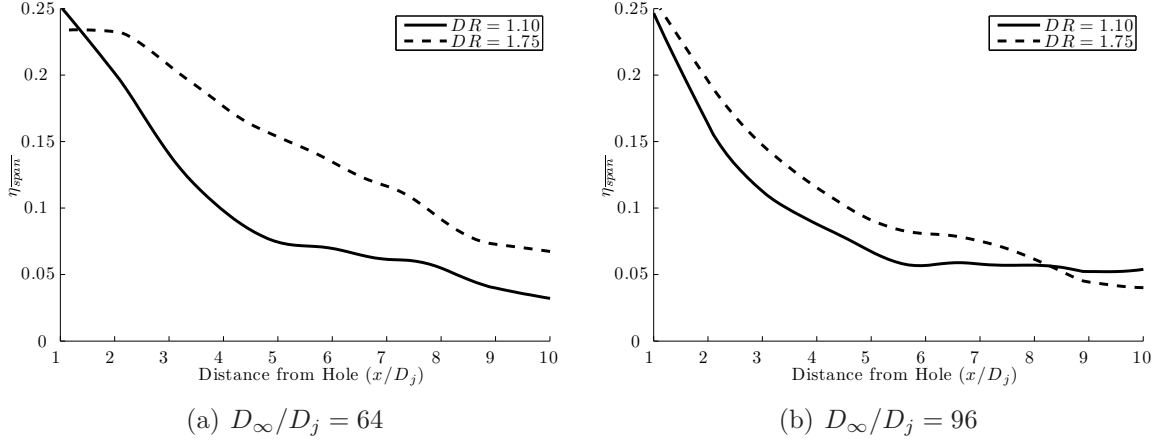 0.25
0.2
0.15
0.1
0.05
0
η_span
1 2 3 4 5 6 7 8 9 10
Distance from Hole (x/D_j)
DR = 1.10
DR = 1.75
(a) D_∞/D_j = 64
0.25
0.2
0.15
0.1
0.05
0
η_span
1 2 3 4 5 6 7 8 9 10
Distance from Hole (x/D_j)
DR = 1.10
DR = 1.75
(b) D_∞/D_j = 96